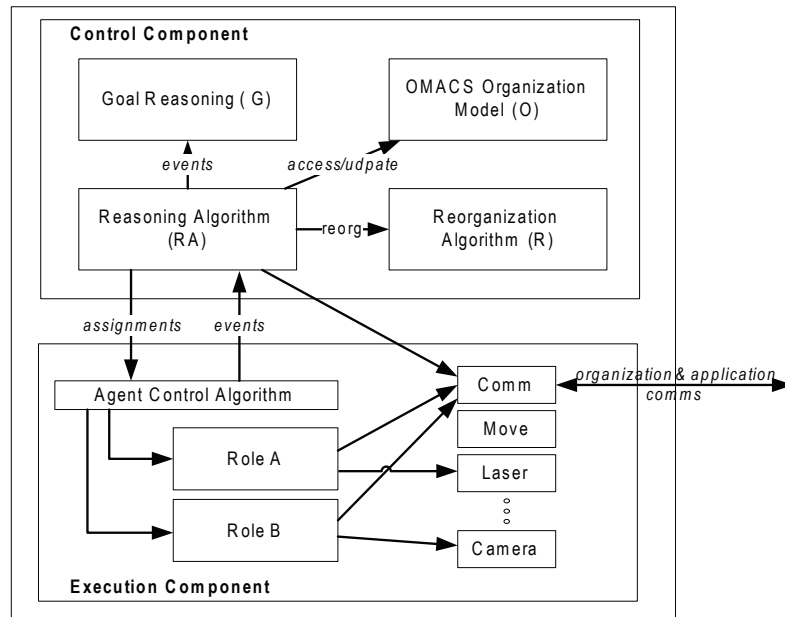 Control Component
Goal Reasoning ( G)
OMACS Organization
Model (O)
events
access/udpate
Reasoning Algorithm
(RA)
reorg
Reorganization
Algorithm (R)
assignments
events
organization & application
comms
Agent Control Algorithm
Comm
Move
Role A
Laser
Role B
Camera
Execution Component